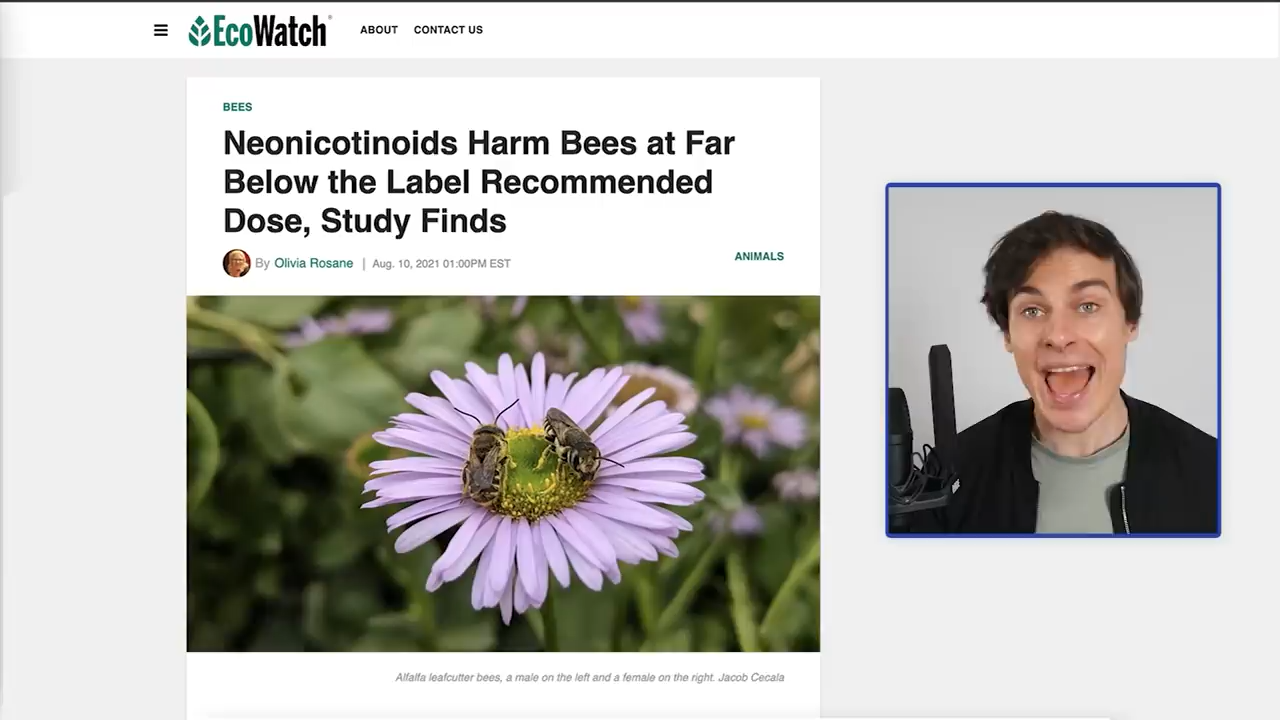 EcoWatch
ABOUT
CONTACT US
BEES
Neonicotinoids Harm Bees at Far
Below the Label Recommended
Dose, Study Finds
By Olivia Rosane | Aug. 10, 2021 01:00PM EST
ANIMALS
Alfalfa leafcutter bees, a male on the left and a female on the right. Jacob Cecala